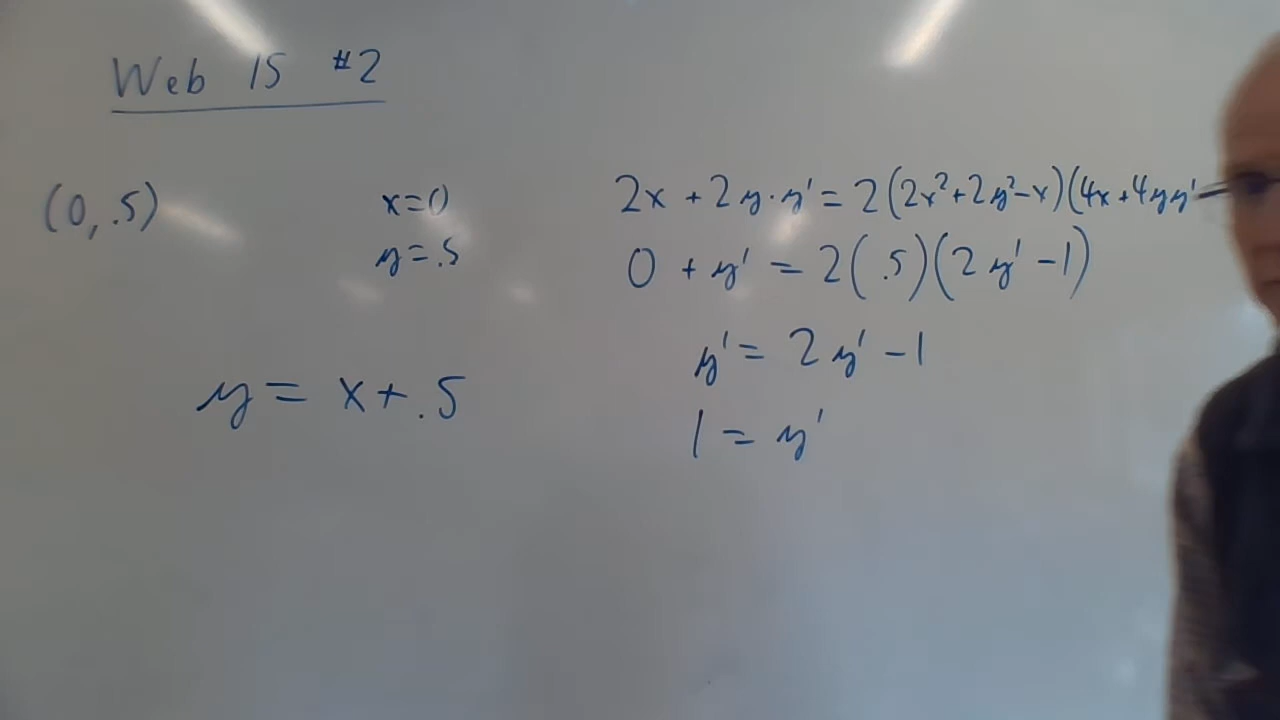 Web 15 #2
(0, .5)
x=0
y=.5
y = x + .5
2x + 2y·y' = 2(2x²+2y²-x)(4x+4yy' -
0 + y' = 2(.5)(2y' - 1)
y' = 2y' - 1
1 = y'